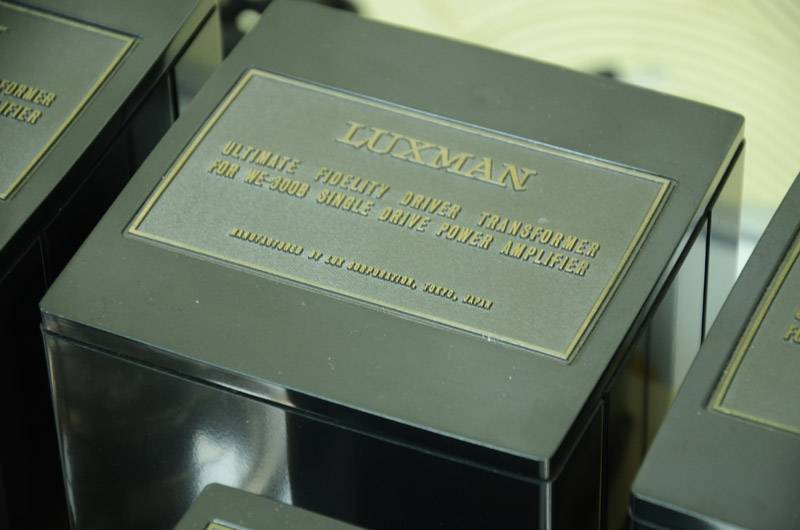 LUXMAN
ULTIMATE FIDELITY DRIVER TRANSFORMER
FOR WE-300B SINGLE DRIVE POWER AMPLIFIER
MANUFACTURED BY LUX CORPORATION, TOKYO, JAPAN